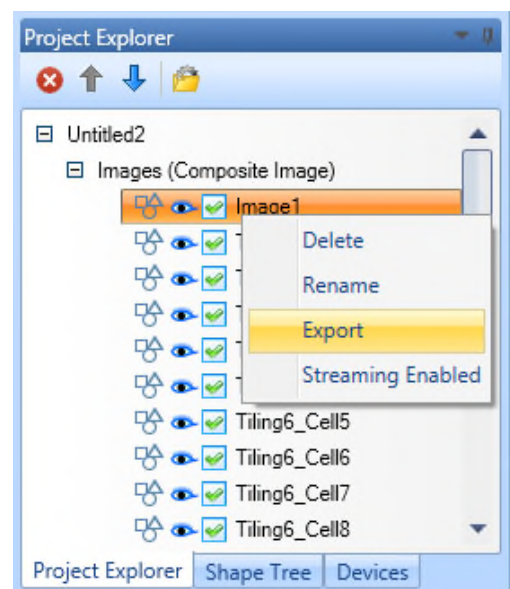 Project Explorer
Untitled2
Images (Composite Image)
Image1
Delete
Rename
Export
Streaming Enabled
Tiling6_Cell5
Tiling6_Cell6
Tiling6_Cell7
Tiling6_Cell8
Project Explorer Shape Tree Devices